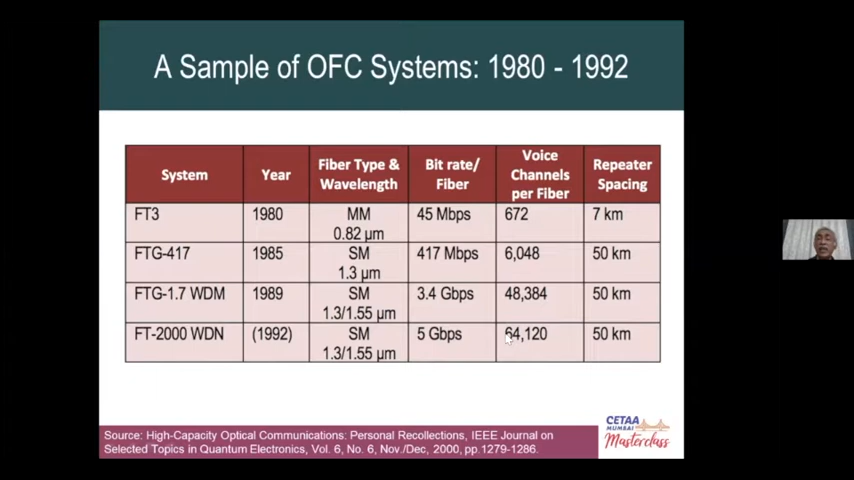 A Sample of OFC Systems: 1980 - 1992
System Year Fiber Type & Wavelength Bit rate/ Fiber Voice Channels per Fiber Repeater Spacing
FT3 1980 MM 0.82 µm 45 Mbps 672 7 km
FTG-417 1985 SM 1.3 µm 417 Mbps 6,048 50 km
FTG-1.7 WDM 1989 SM 1.3/1.55 µm 3.4 Gbps 48,384 50 km
FT-2000 WDN (1992) SM 1.3/1.55 µm 5 Gbps 64,120 50 km
Source: High-Capacity Optical Communications: Personal Recollections, IEEE Journal on
Selected Topics in Quantum Electronics, Vol. 6, No. 6, Nov./Dec, 2000, pp.1279-1286.
CETAA
MUMBAI
Masterclass